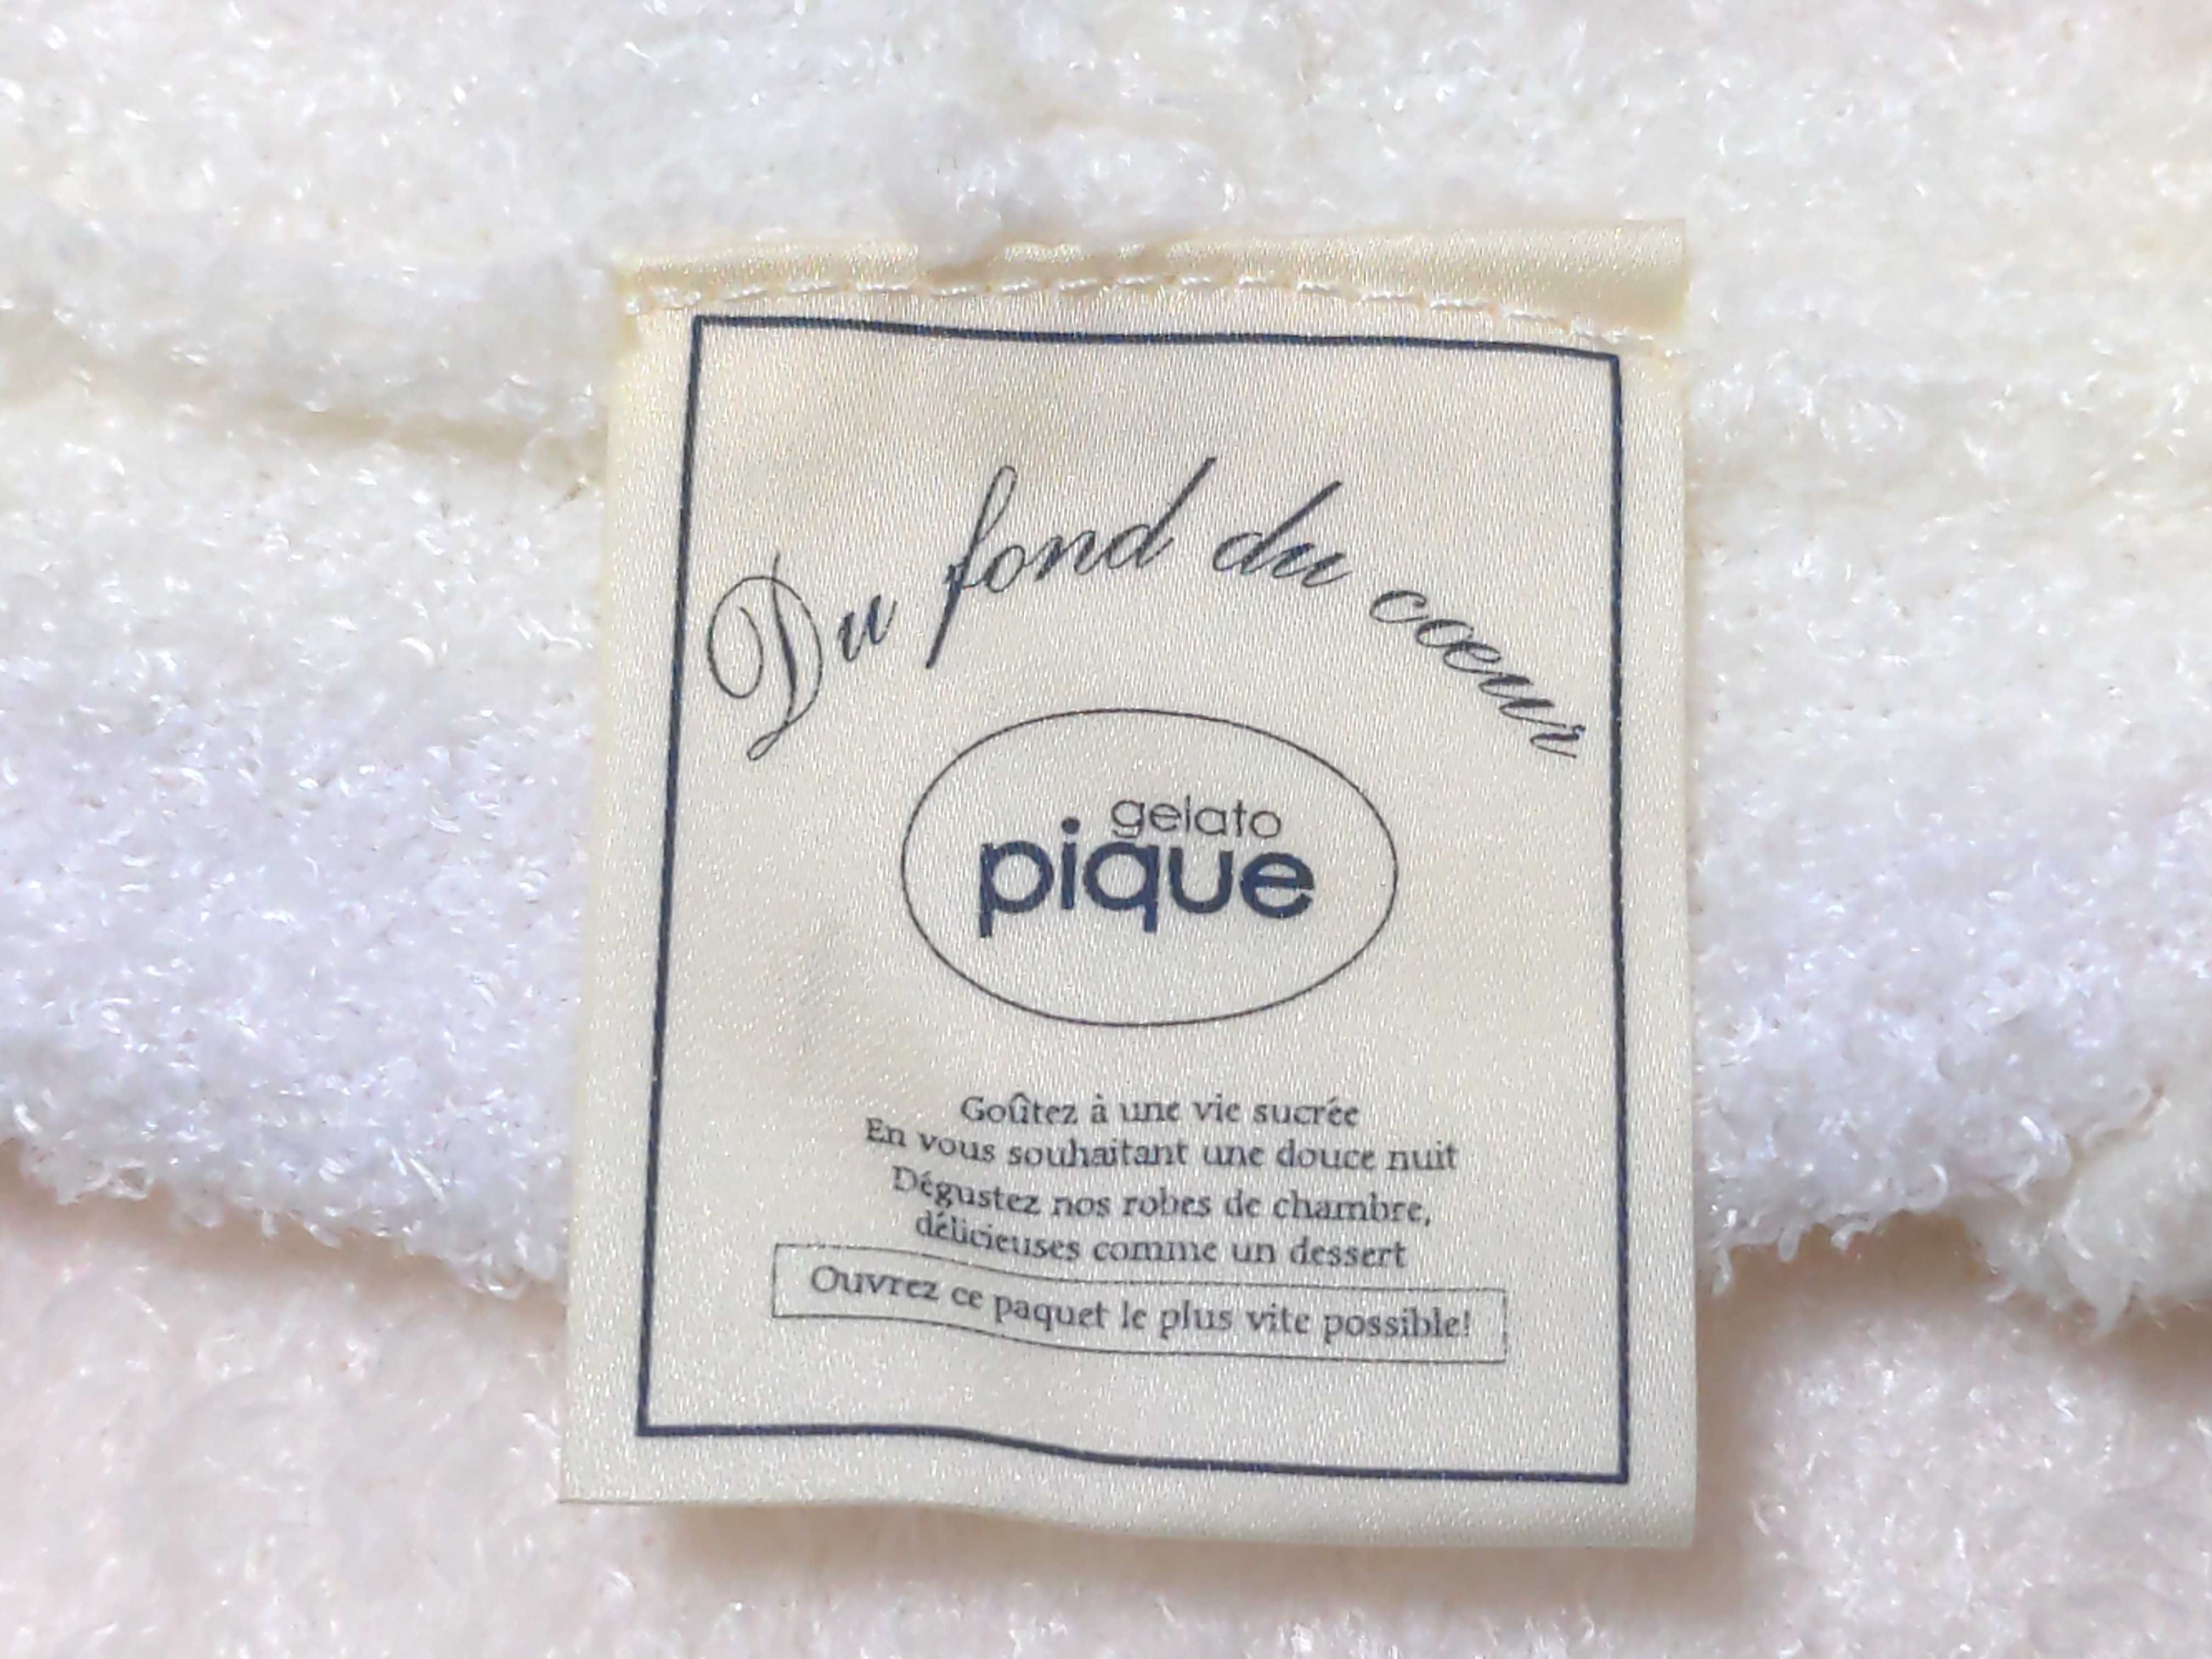 Du fond du cœur
gelato
pique
Goûtez à une vie sucrée
En vous souhaitant une douce nuit
Dégustez nos robes de chambre,
délicieuses comme un dessert
Ouvrez ce paquet le plus vite possible!